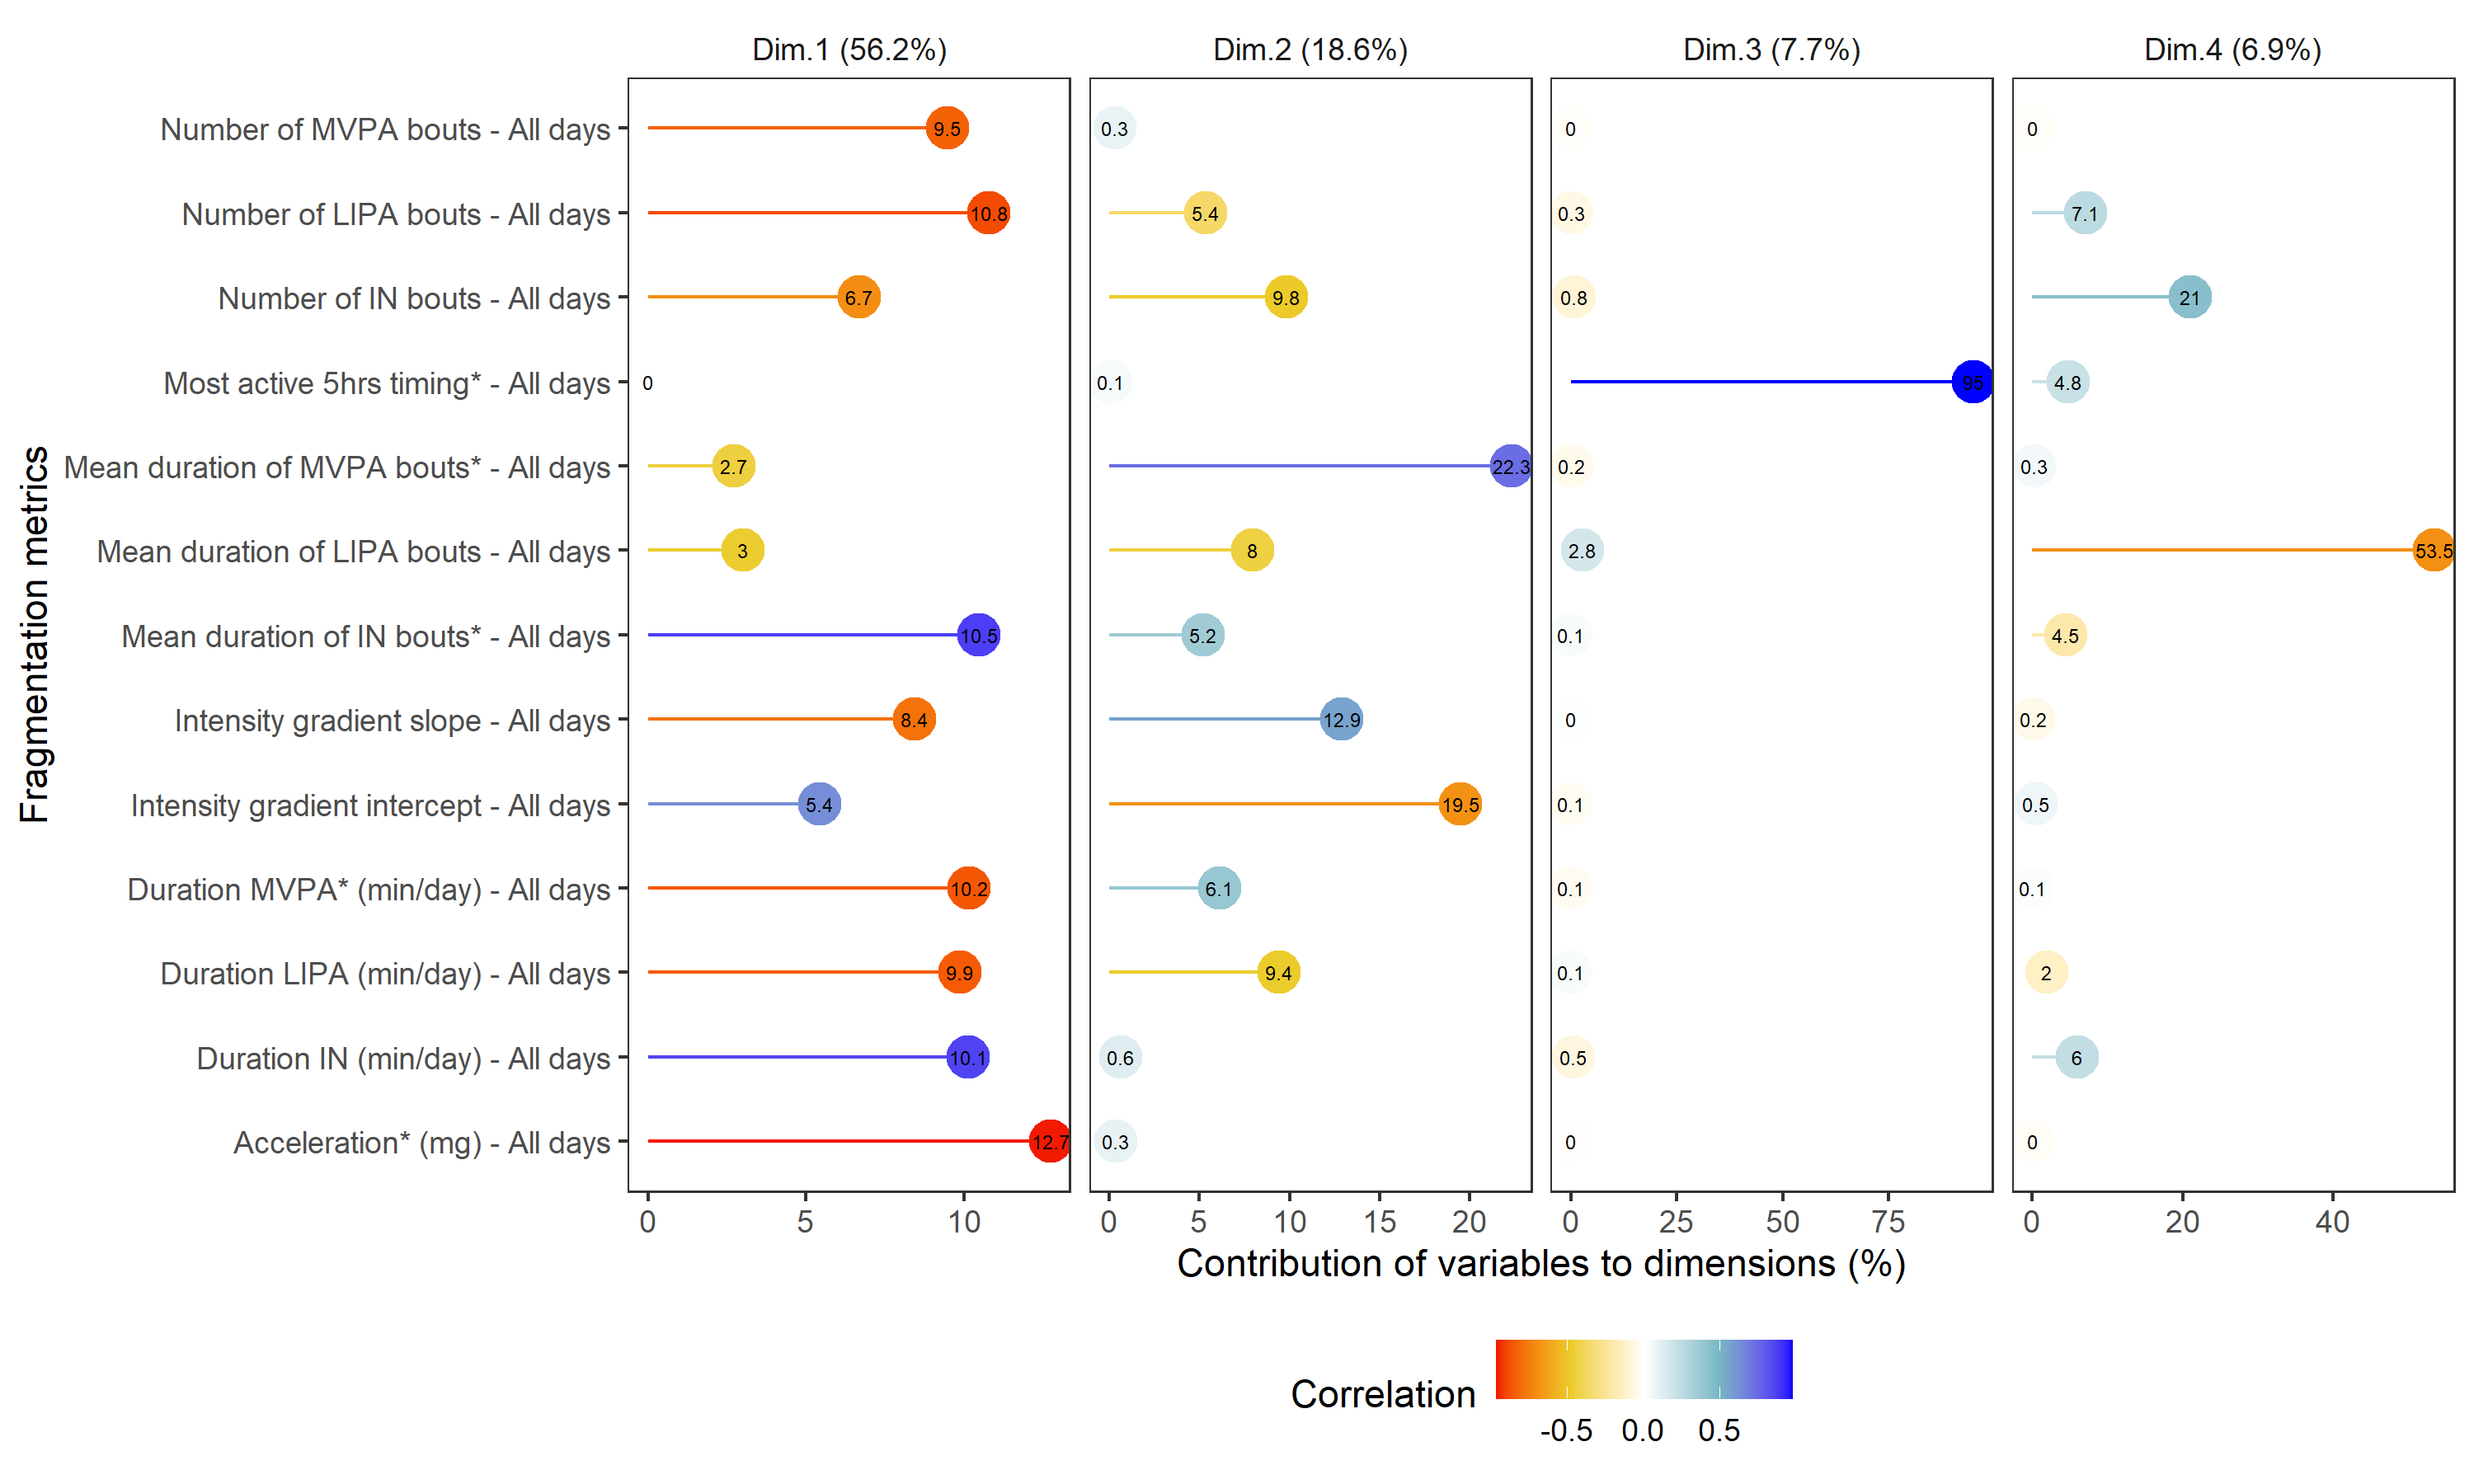 Dim.1 (56.2%) Dim.2 (18.6%) Dim.3 (7.7%) Dim.4 (6.9%)
Fragmentation metrics
Number of MVPA bouts - All days 9.5 0.3 0 0
Number of LIPA bouts - All days 10.8 5.4 0.3 7.1
Number of IN bouts - All days 6.7 9.8 0.8 21
Most active 5hrs timing* - All days 0 0.1 95 4.8
Mean duration of MVPA bouts* - All days 2.7 22.3 0.2 0.3
Mean duration of LIPA bouts - All days 3 8 2.8 53.5
Mean duration of IN bouts* - All days 10.5 5.2 0.1 4.5
Intensity gradient slope - All days 8.4 12.9 0 0.2
Intensity gradient intercept - All days 5.4 19.5 0.1 0.5
Duration MVPA* (min/day) - All days 10.2 6.1 0.1 0.1
Duration LIPA (min/day) - All days 9.9 9.4 0.1 2
Duration IN (min/day) - All days 10.1 0.6 0.5 6
Acceleration* (mg) - All days 12.7 0.3 0 0
0 5 10 0 5 10 15 20 0 25 50 75 0 20 40
Contribution of variables to dimensions (%)
Correlation
-0.5 0.0 0.5